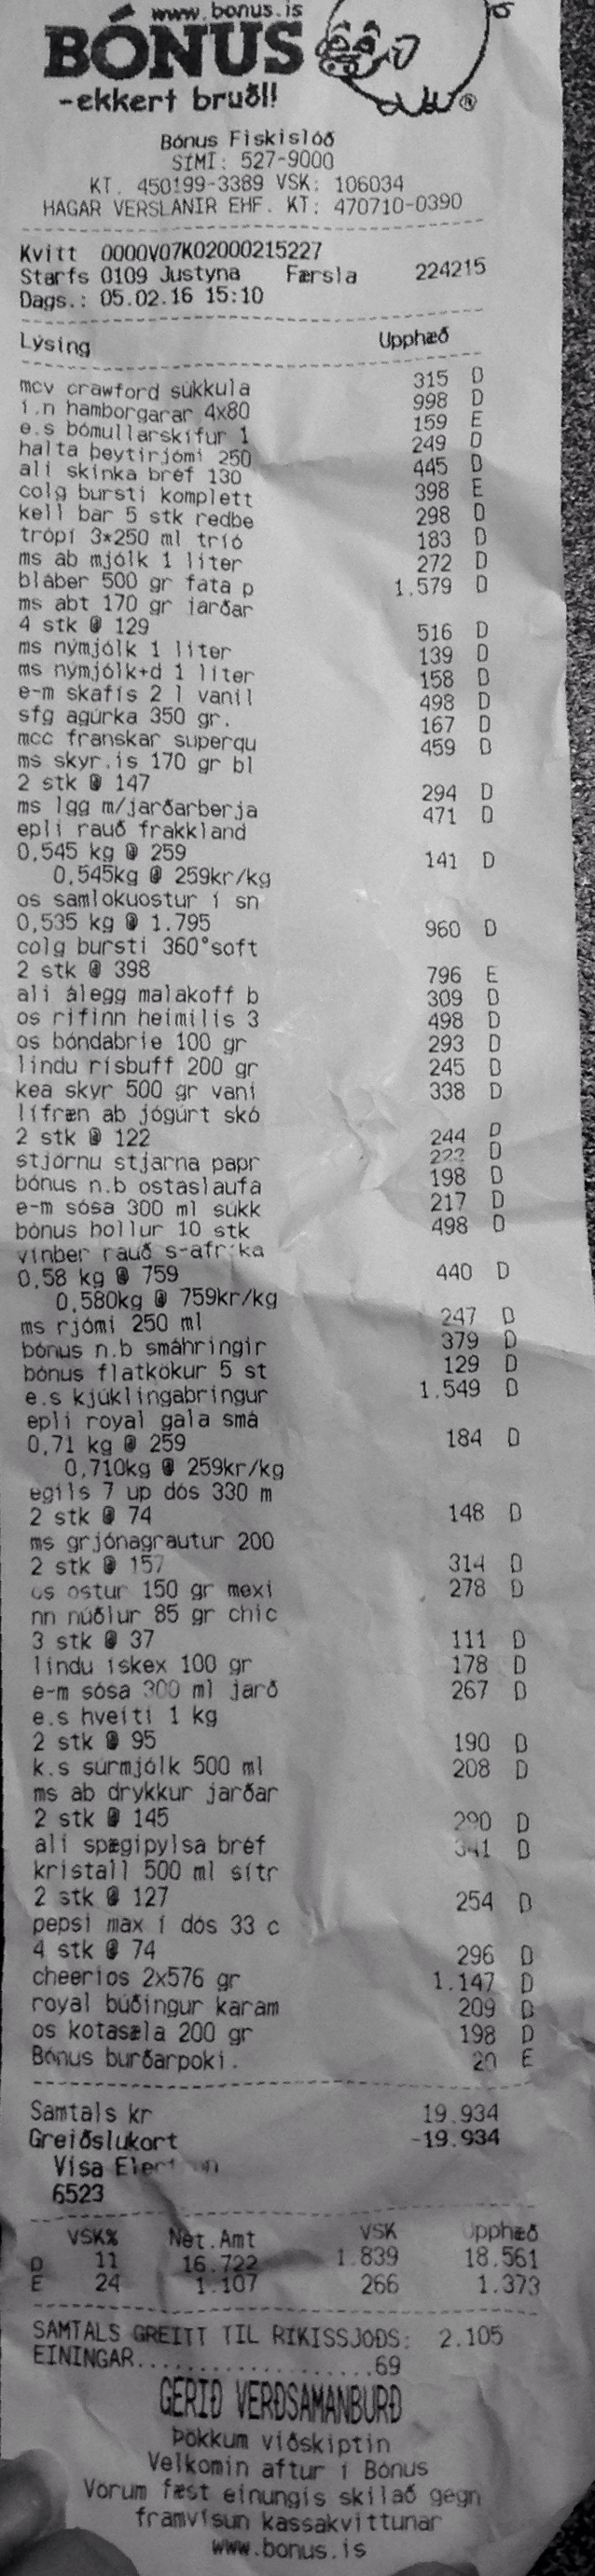 www.bonus.is
BÓNUS
-ekkert bruðl!
®
Bónus Fiskislóð
SÍMI: 527-9000
KT. 450199-3389 VSK: 106034
HAGAR VERSLANIR EHF. KT: 470710-0390
Kvitt 0000V07K02000215227
Starfs 0109 Justyna Færsla 224215
Dags.: 05.02.16 15:10
Lýsing Upphæð
mcv crawford súkkula 315 D
í.n hamborgarar 4x80 998 D
e.s bómullarskífur 1 159 E
halta þeytirjómi 250 249 D
ali skinka bréf 130 445 D
colg bursti komplett 398 E
kell bar 5 stk redbe 298 D
trópí 3*250 ml tríó 183 D
ms ab mjólk 1 líter 272 D
bláber 500 gr fata p 1.579 D
ms abt 170 gr jarðar
4 stk @ 129 516 D
ms nýmjólk 1 líter 139 D
ms nýmjólk+d 1 líter 158 D
e-m skafís 2 l vanil 498 D
sfg agúrka 350 gr. 167 D
mcc franskar superqu 459 D
ms skyr.is 170 gr bl
2 stk @ 147 294 D
ms lgg m/jarðarberja 471 D
epli rauð frakkland
0,545 kg @ 259 141 D
0,545kg @ 259kr/kg
os samlokuostur í sn
0,535 kg @ 1.795 960 D
colg bursti 360°soft
2 stk @ 398 796 E
ali álegg malakoff b 309 D
os rifinn heimilis 3 498 D
os bóndabrie 100 gr 293 D
lindu rísbuff 200 gr 245 D
kea skyr 500 gr vani 338 D
lífræn ab jógúrt skó
2 stk @ 122 244 D
stjörnu stjarna papr 222 D
bónus n.b ostaslaufa 198 D
e-m sósa 300 ml súkk 217 D
bónus bollur 10 stk 498 D
vínber rauð s-afríka
0,58 kg @ 759 440 D
0,580kg @ 759kr/kg
ms rjómi 250 ml 247 D
bónus n.b smáhringir 379 D
bónus flatkökur 5 st 129 D
e.s kjúklingabringur 1.549 D
epli royal gala smá
0,71 kg @ 259 184 D
0,710kg @ 259kr/kg
egils 7 up dós 330 m
2 stk @ 74 148 D
ms grjónagrautur 200
2 stk @ 157 314 D
os ostur 150 gr mexí 278 D
nn núðlur 85 gr chic
3 stk @ 37 111 D
lindu ískex 100 gr 178 D
e-m sósa 300 ml jarð 267 D
e.s hveiti 1 kg
2 stk @ 95 190 D
k.s súrmjólk 500 ml 208 D
ms ab drykkur jarðar
2 stk @ 145 290 D
ali spægipylsa bréf 341 D
kristall 500 ml sítr
2 stk @ 127 254 D
pepsi max í dós 33 c
4 stk @ 74 296 D
cheerios 2x576 gr 1.147 D
royal búðingur karam 209 D
os kotasæla 200 gr 198 D
Bónus burðarpoki. 20 E
Samtals kr 19.934
Greiðslukort -19.934
Visa
6523
VSK% Net.Amt VSK Upphæð
D 11 16.722 1.839 18.561
E 24 1.107 266 1.373
SAMTALS GREITT TIL RÍKISSJÓÐS: 2.105
EININGAR...................69
GERIÐ VERÐSAMANBURÐ
Þökkum viðskiptin
Velkomin aftur í Bónus
Vörum fæst einungis skilað gegn
framvísun kassakvittunar
www.bonus.is